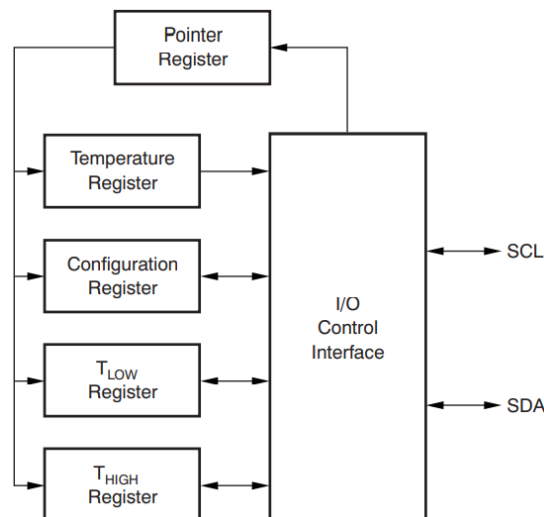 Pointer
Register
Temperature
Register
Configuration
Register
SCL
I/O
Control
Interface
TLOW
Register
SDA
THIGH
Register